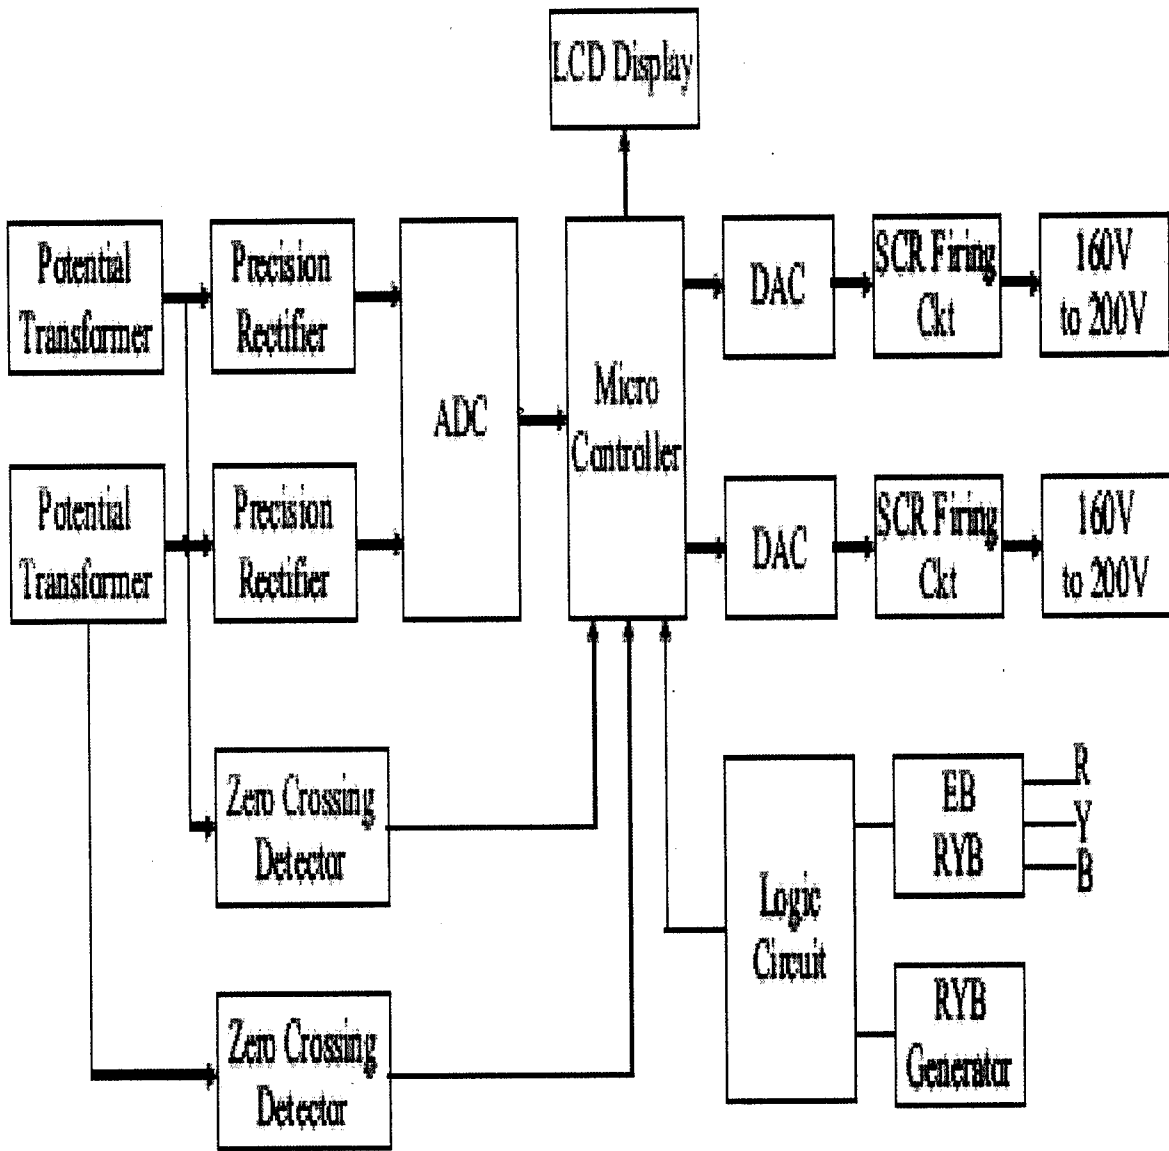 LCD Display
Potential
Transformer
Precision
Rectifier
ADC
Micro
Controller
DAC
SCR Firing
Ckt
160V
to 200V
Potential
Transformer
Precision
Rectifier
DAC
SCR Firing
Ckt
160V
to 200V
Zero Crossing
Detector
Zero Crossing
Detector
Logic
Circuit
EB
RYB
R
Y
B
RYB
Generator